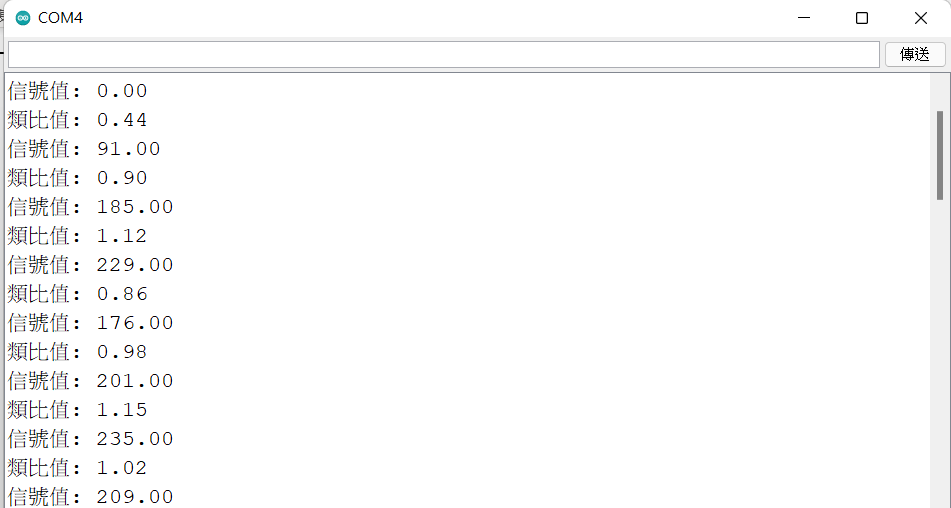 COM4
傳送
信號值: 0.00
類比值: 0.44
信號值: 91.00
類比值: 0.90
信號值: 185.00
類比值: 1.12
信號值: 229.00
類比值: 0.86
信號值: 176.00
類比值: 0.98
信號值: 201.00
類比值: 1.15
信號值: 235.00
類比值: 1.02
信號值: 209.00